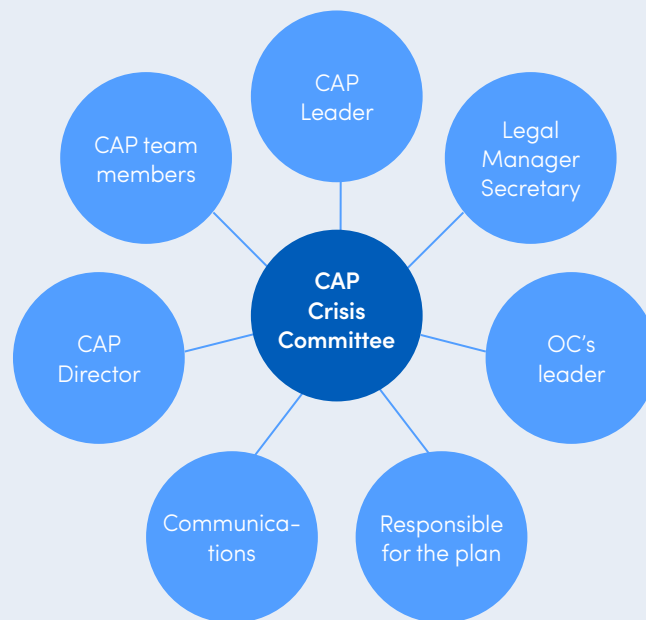 CAP
Leader
Legal
Manager
Secretary
CAP team
members
CAP
Crisis
Committee
CAP
Director
OC's
leader
Communica-
tions
Responsible
for the plan